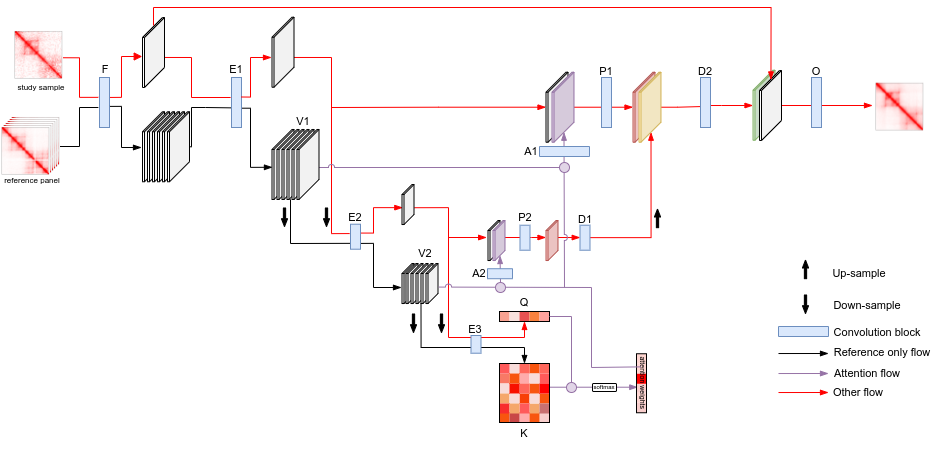 F
E1
study sample
reference panel
V1
P1
D2
O
A1
E2
P2
D1
V2
A2
Q
E3
K
softmax
attention weights
Up-sample
Down-sample
Convolution block
Reference only flow
Attention flow
Other flow